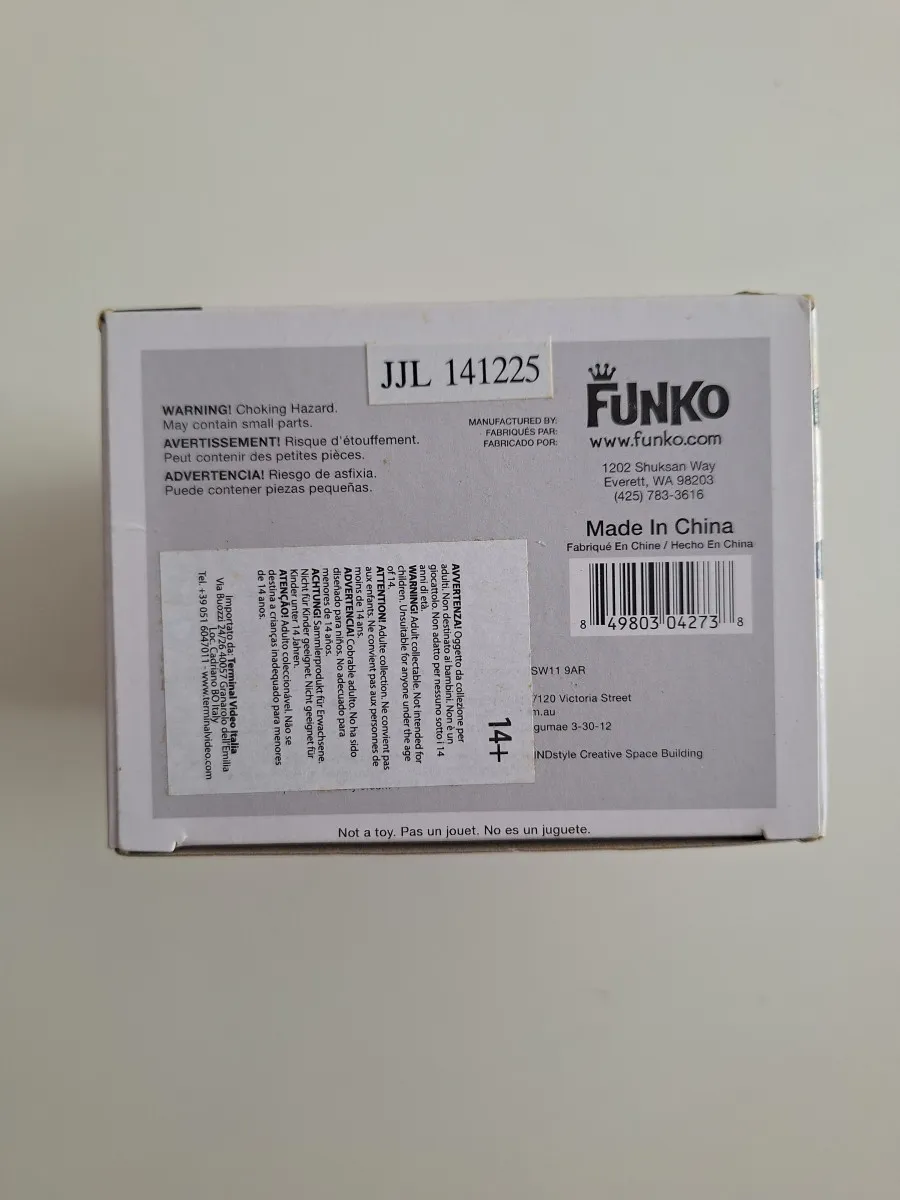 JJL 141225
WARNING! Choking Hazard.
May contain small parts.
AVERTISSEMENT! Risque d'étouffement.
Peut contenir des petites pièces.
ADVERTENCIA! Riesgo de asfixia.
Puede contener piezas pequeñas.
MANUFACTURED BY:
FABRIQUÉS PAR:
FABRICADO POR:
FUNKO
www.funko.com
1202 Shuksan Way
Everett, WA 98203
(425) 783-3616
Made In China
Fabriqué En Chine / Hecho En China
8 49803 04273 8
SW11 9AR
7120 Victoria Street
m.au
gumae 3-30-12
INDstyle Creative Space Building
14+
AVVERTENZA! Oggetto da collezione per
adulti. Non destinato ai bambini. Non è un
giocattolo. Non adatto per nessuno sotto i 14
anni di età.
WARNING! Adult collectable. Not intended for
children. Unsuitable for anyone under the age
of 14.
ATTENTION! Adulte collection. Ne convient pas
aux enfants. Ne convient pas aux personnes de
moins de 14 ans.
ADVERTENCIA! Cobrable adulto. No ha sido
diseñado para niños. No adecuado para
menores de 14 años.
ACHTUNG! Sammlerprodukt für Erwachsene.
Nicht für Kinder geeignet. Nicht geeignet für
Kinder unter 14 Jahren.
ATENÇÃO! Adulto coleccionável. Não se
destina a crianças inadequado para menores
de 14 anos.
Importato da: Terminal Video Italia
Via Buozzi 24/26 40057 Granarolo dell'Emilia
Loc. Cadriano BO Italy
Tel. +39 051 6047011 - www.terminalvideo.com
Not a toy. Pas un jouet. No es un juguete.